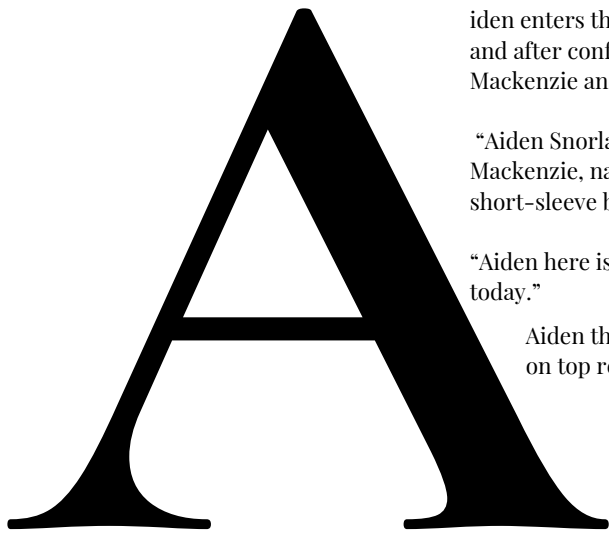 A
iden enters th
and after conf
Mackenzie an
“Aiden Snorla
Mackenzie, na
short-sleeve b
“Aiden here is
today.”
Aiden th
on top r